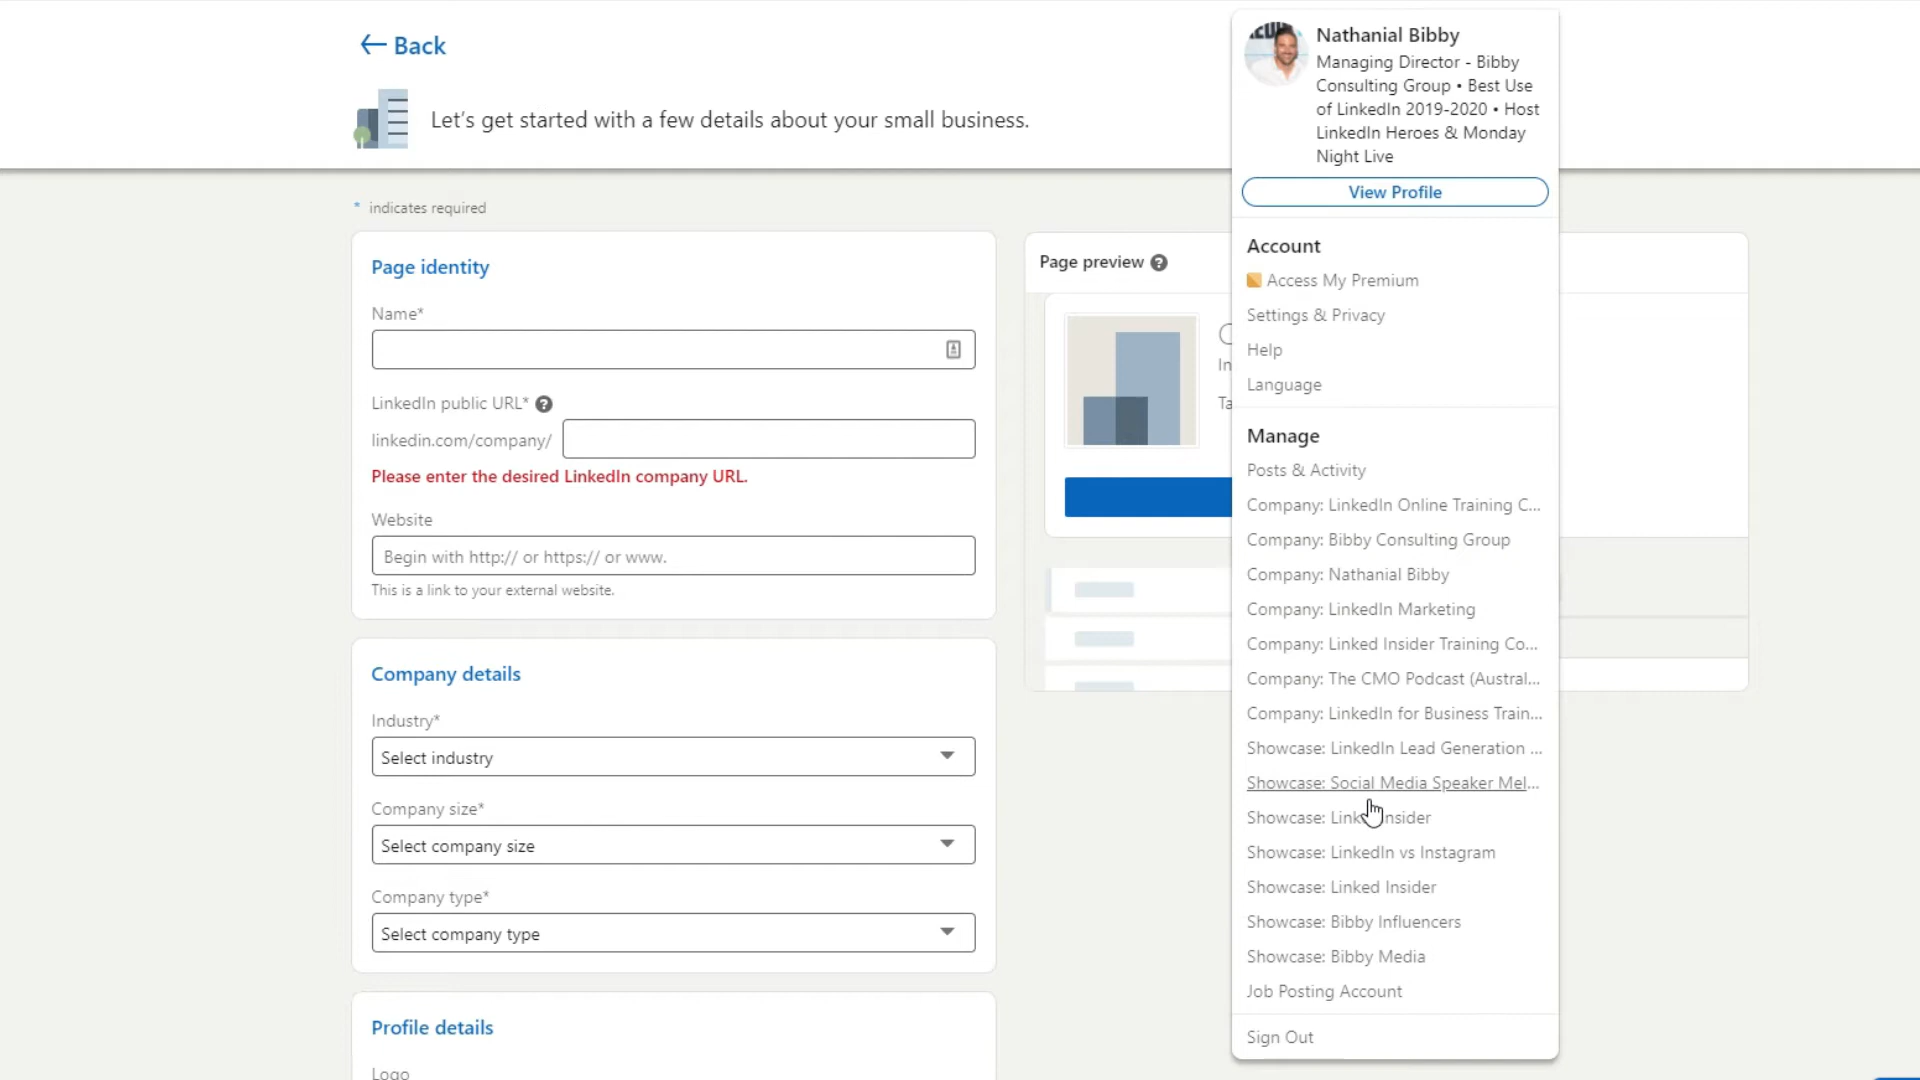 Back
Let's get started with a few details about your small business.
* indicates required
Page identity
Name*
LinkedIn public URL*
linkedin.com/company/
Please enter the desired LinkedIn company URL.
Website
Begin with http:// or https:// or www.
This is a link to your external website.
Company details
Industry*
Select industry
Company size*
Select company size
Company type*
Select company type
Profile details
Logo
Page preview
In
Ta
Nathanial Bibby
Managing Director - Bibby
Consulting Group • Best Use
of LinkedIn 2019-2020 • Host
LinkedIn Heroes & Monday
Night Live
View Profile
Account
Access My Premium
Settings & Privacy
Help
Language
Manage
Posts & Activity
Company: LinkedIn Online Training C...
Company: Bibby Consulting Group
Company: Nathanial Bibby
Company: LinkedIn Marketing
Company: Linked Insider Training Co...
Company: The CMO Podcast (Austral...
Company: LinkedIn for Business Train...
Showcase: LinkedIn Lead Generation ...
Showcase: Social Media Speaker Mel...
Showcase: Insider
Showcase: LinkedIn vs Instagram
Showcase: Linked Insider
Showcase: Bibby Influencers
Showcase: Bibby Media
Job Posting Account
Sign Out